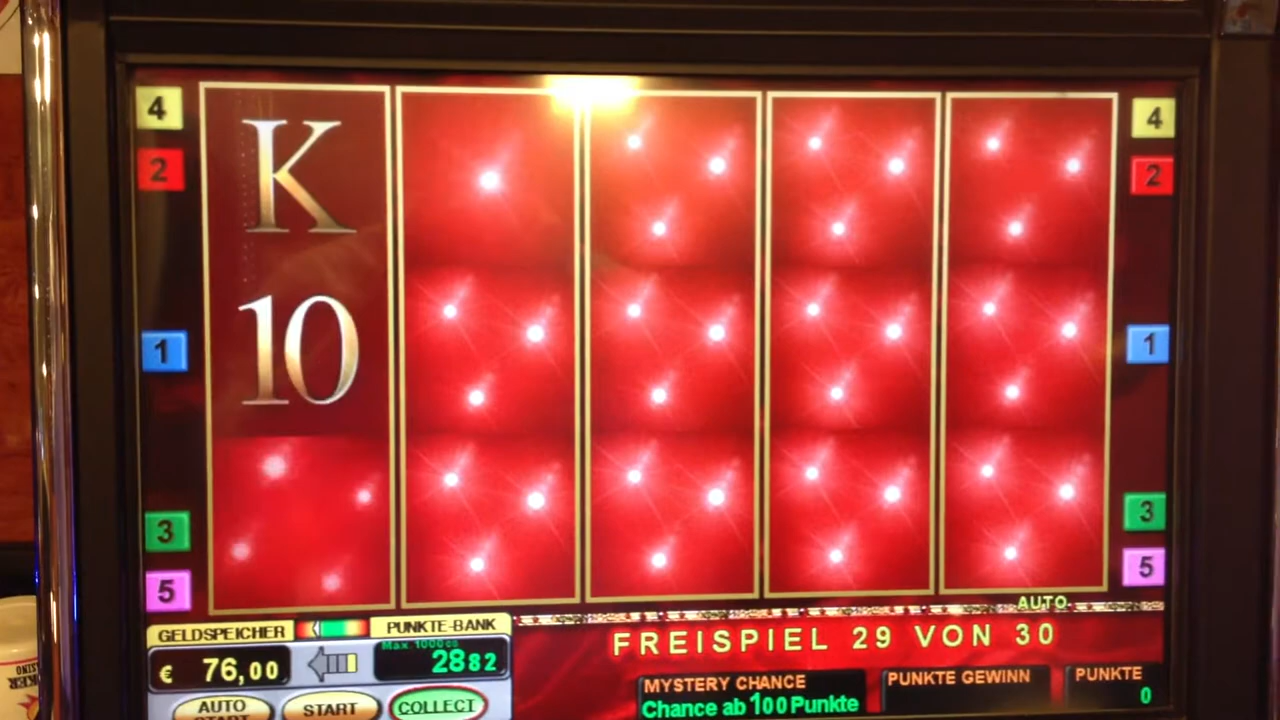 4
4
K
2
2
10
1
1
3
3
5
5
AUTO
GELDSPEICHER
PUNKTE-BANK
FREISPIEL 29 VON 30
€ 76,00
2882
MYSTERY CHANCE
PUNKTE GEWINN
PUNKTE
Chance ab 100 Punkte
0
AUTO
START
START
COLLECT